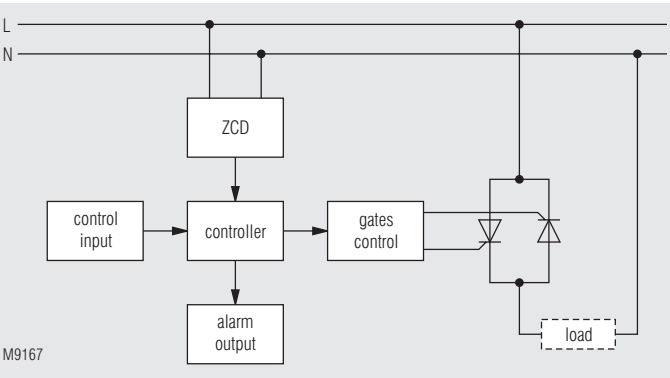 L
N
ZCD
control
input
controller
gates
control
alarm
output
load
M9167